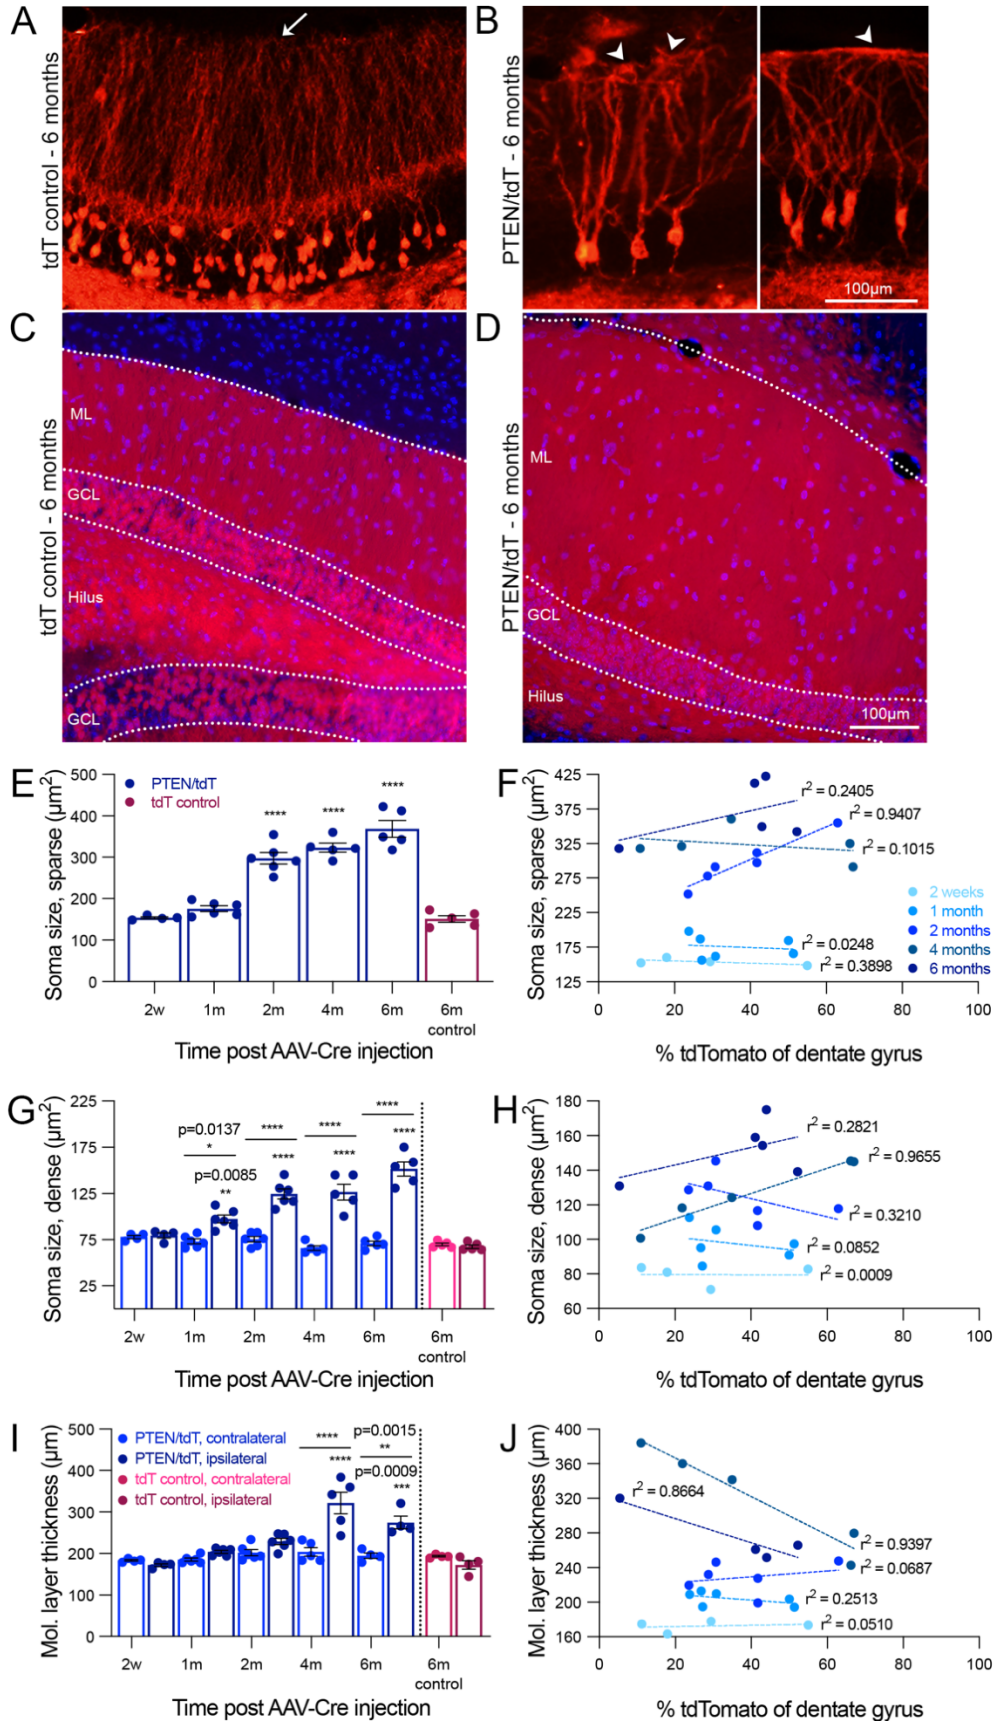 A
B
tdT control - 6 months
PTEN/tdT - 6 months
100µm
C
D
tdT control - 6 months
PTEN/tdT - 6 months
ML
GCL
Hilus
GCL
ML
GCL
Hilus
100µm
E
Soma size, sparse (µm²)
500
400
300
200
100
0
PTEN/tdT
tdT control
****
****
****
2w
1m
2m
4m
6m
6m
control
Time post AAV-Cre injection
F
425
375
325
275
225
175
125
r² = 0.2405
r² = 0.9407
r² = 0.1015
r² = 0.0248
r² = 0.3898
2 weeks
1 month
2 months
4 months
6 months
0
20
40
60
80
100
% tdTomato of dentate gyrus
G
Soma size, dense (µm²)
225
175
125
75
25
p=0.0137
*
p=0.0085
**
****
****
****
****
****
****
2w
1m
2m
4m
6m
6m
control
Time post AAV-Cre injection
H
180
160
140
120
100
80
60
r² = 0.2821
r² = 0.9655
r² = 0.3210
r² = 0.0852
r² = 0.0009
0
20
40
60
80
100
% tdTomato of dentate gyrus
I
Mol. layer thickness (µm)
500
400
300
200
100
0
PTEN/tdT, contralateral
PTEN/tdT, ipsilateral
tdT control, contralateral
tdT control, ipsilateral
****
****
p=0.0015
**
p=0.0009
***
2w
1m
2m
4m
6m
6m
control
Time post AAV-Cre injection
J
Mol. layer thickness (µm)
400
360
320
280
240
200
160
r² = 0.8664
r² = 0.9397
r² = 0.0687
r² = 0.2513
r² = 0.0510
0
20
40
60
80
100
% tdTomato of dentate gyrus